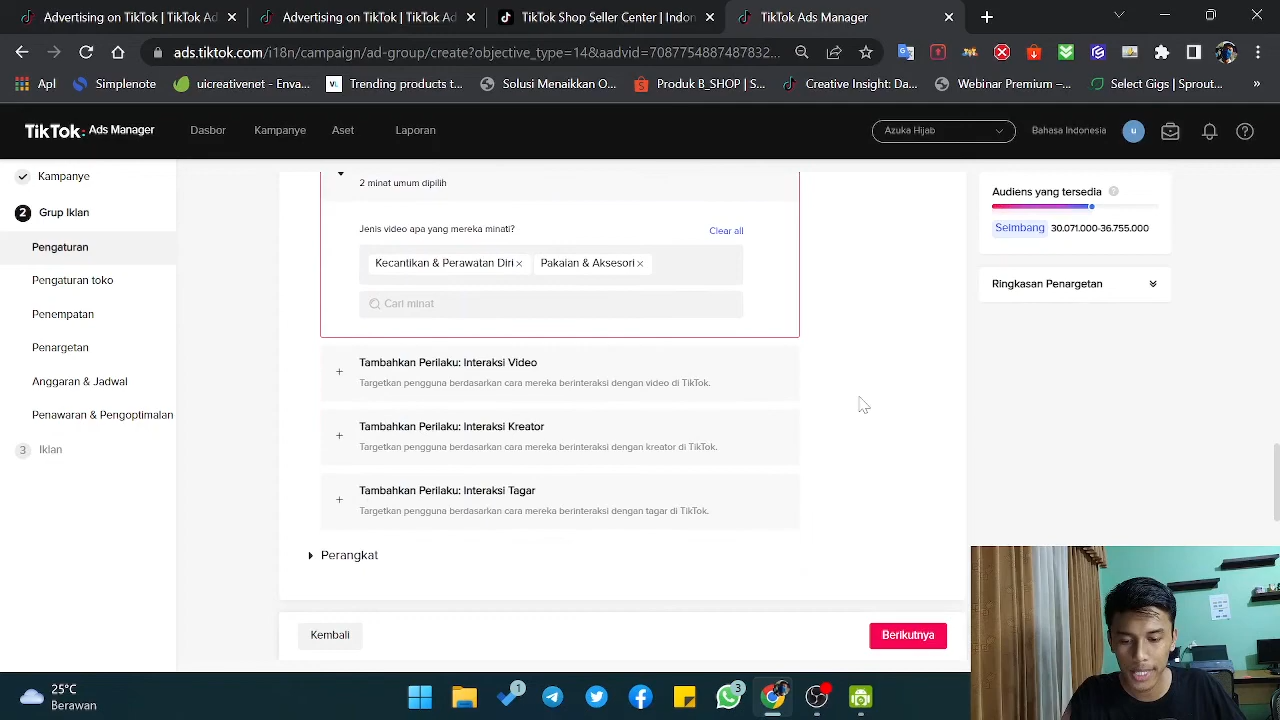 Advertising on TikTok | TikTok Ad
Advertising on TikTok | TikTok Ad
TikTok Shop Seller Center | Indon
TikTok Ads Manager
ads.tiktok.com/i18n/campaign/ad-group/create?objective_type=14&aadvid=7087754887487832...
Apl
Simplenote
uicreativenet - Enva...
Trending products t...
Solusi Menaikkan O...
Produk B_SHOP | S...
Creative Insight: Da...
Webinar Premium –...
Select Gigs | Sprout...
»
TikTok Ads Manager
Dasbor
Kampanye
Aset
Laporan
Azuka Hijab
Bahasa Indonesia
u
Kampanye
2 Grup Iklan
Pengaturan
Pengaturan toko
Penempatan
Penargetan
Anggaran & Jadwal
Penawaran & Pengoptimalan
3 Iklan
2 minat umum dipilih
Jenis video apa yang mereka minati?
Clear all
Kecantikan & Perawatan Diri
Pakaian & Aksesori
Cari minat
Tambahkan Perilaku: Interaksi Video
Targetkan pengguna berdasarkan cara mereka berinteraksi dengan video di TikTok.
Tambahkan Perilaku: Interaksi Kreator
Targetkan pengguna berdasarkan cara mereka berinteraksi dengan kreator di TikTok.
Tambahkan Perilaku: Interaksi Tagar
Targetkan pengguna berdasarkan cara mereka berinteraksi dengan tagar di TikTok.
Perangkat
Kembali
Berikutnya
Audiens yang tersedia
Seimbang 30.071.000-36.755.000
Ringkasan Penargetan
25°C
Berawan
1
3